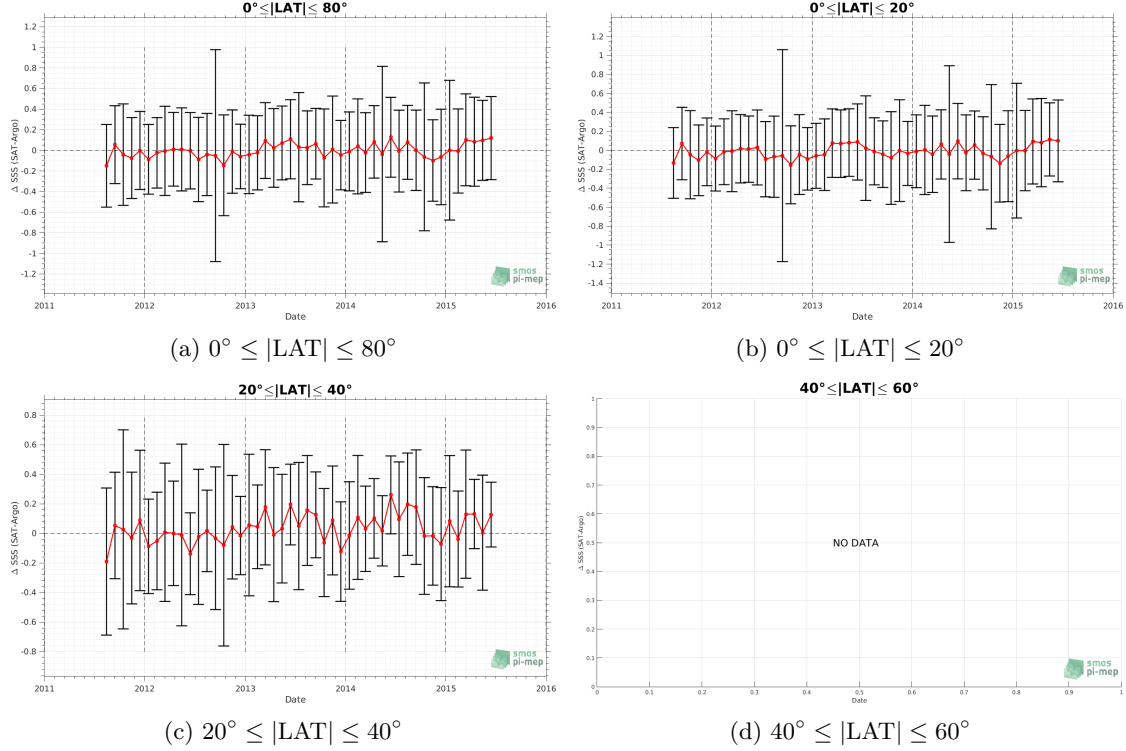 0°≤|LAT|≤ 80°
1.2
1
0.8
0.6
0.4
0.2
0
-0.2
-0.4
-0.6
-0.8
-1
-1.2
Δ SSS (SAT-Argo)
2011 2012 2013 2014 2015 2016
Date
smos
pi-mep
(a) 0° ≤ |LAT| ≤ 80°
0°≤|LAT|≤ 20°
1.2
1
0.8
0.6
0.4
0.2
0
-0.2
-0.4
-0.6
-0.8
-1
-1.2
-1.4
Δ SSS (SAT-Argo)
2011 2012 2013 2014 2015 2016
Date
smos
pi-mep
(b) 0° ≤ |LAT| ≤ 20°
20°≤|LAT|≤ 40°
0.8
0.6
0.4
0.2
0
-0.2
-0.4
-0.6
-0.8
Δ SSS (SAT-Argo)
2011 2012 2013 2014 2015 2016
Date
smos
pi-mep
(c) 20° ≤ |LAT| ≤ 40°
40°≤|LAT|≤ 60°
1
0.9
0.8
0.7
0.6
0.5
0.4
0.3
0.2
0.1
0
Δ SSS (SAT-Argo)
NO DATA
0 0.1 0.2 0.3 0.4 0.5 0.6 0.7 0.8 0.9 1
Date
smos
pi-mep
(d) 40° ≤ |LAT| ≤ 60°